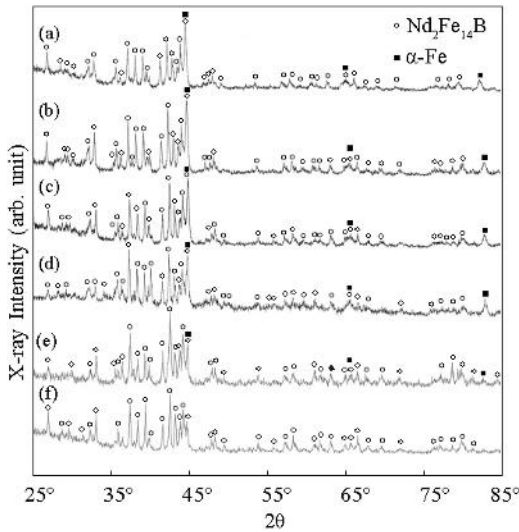 (a)
○ Nd₂Fe₁₄B
■ α-Fe
(b)
(c)
(d)
(e)
(f)
X-ray Intensity (arb. unit)
25° 35° 45° 55° 65° 75° 85°
2θ